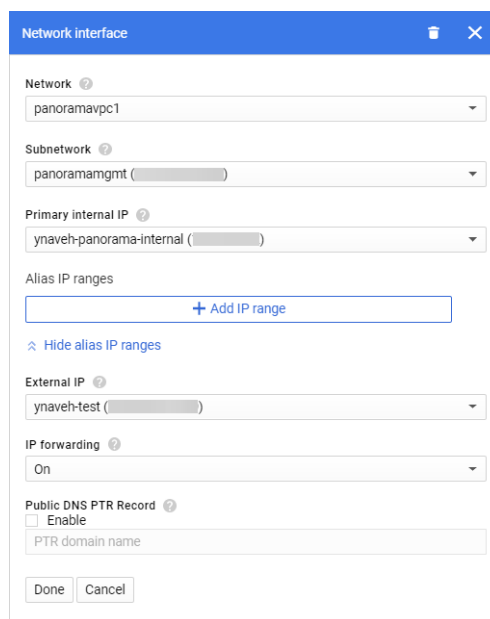 Network interface
Network
panoramavpc1
Subnetwork
panoramamgmt ( )
Primary internal IP
ynaveh-panorama-internal ( )
Alias IP ranges
+ Add IP range
Hide alias IP ranges
External IP
ynaveh-test ( )
IP forwarding
On
Public DNS PTR Record
Enable
PTR domain name
Done Cancel